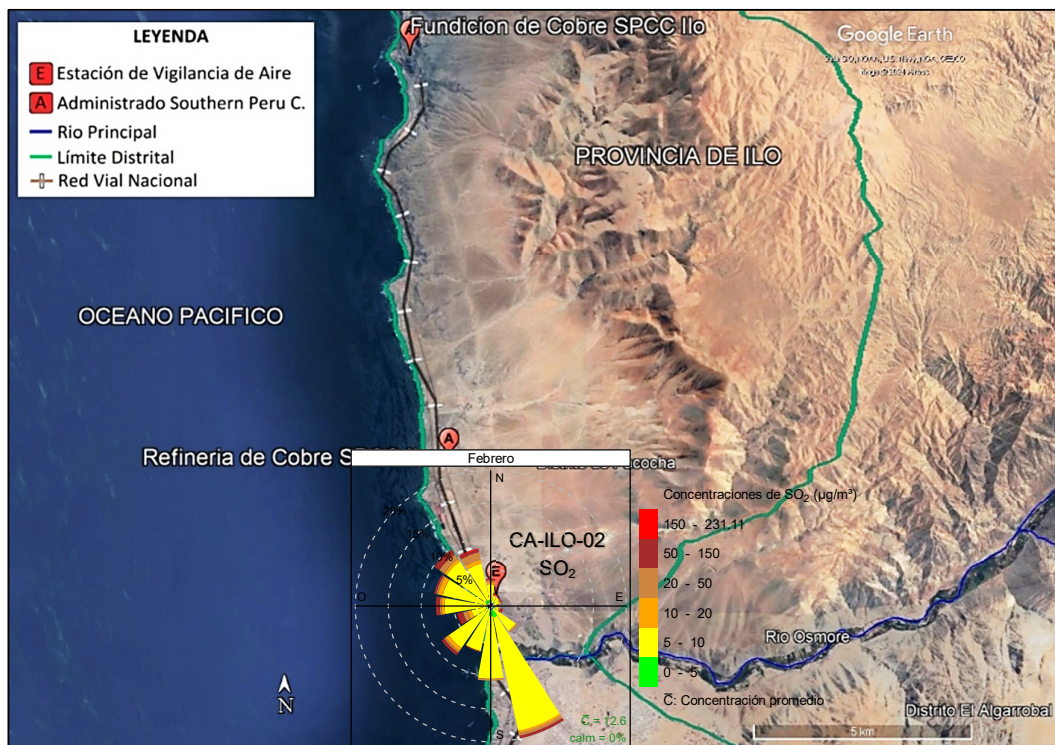 LEYENDA
E Estación de Vigilancia de Aire
A Administrado Southern Peru C.
Rio Principal
Límite Distrital
Red Vial Nacional
A
Fundicion de Cobre SPCC Ilo
Google Earth
PROVINCIA DE ILO
OCEANO PACIFICO
A
Refineria de Cobre
Febrero
N
20%
10%
5%
O
E
S
CA-ILO-02
SO₂
E
C̅ = 12.6
calm = 0%
Concentraciones de SO₂ (µg/m³)
150 - 231.11
50 - 150
20 - 50
10 - 20
5 - 10
0 - 5
C̅: Concentración promedio
Rio Osmore
Distrito El Algarrobal
5 km
N